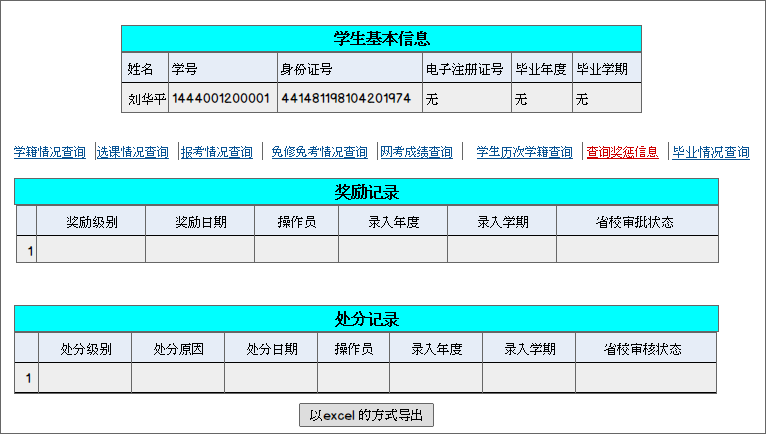 学生基本信息
姓名 学号 身份证号 电子注册证号 毕业年度 毕业学期
刘华平 1444001200001 441481198104201974 无 无 无
学籍情况查询 选课情况查询 报考情况查询 免修免考情况查询 网考成绩查询 学生历次学籍查询 查询奖惩信息 毕业情况查询
奖励记录
奖励级别 奖励日期 操作员 录入年度 录入学期 省校审批状态
1
处分记录
处分级别 处分原因 处分日期 操作员 录入年度 录入学期 省校审核状态
1
以excel 的方式导出